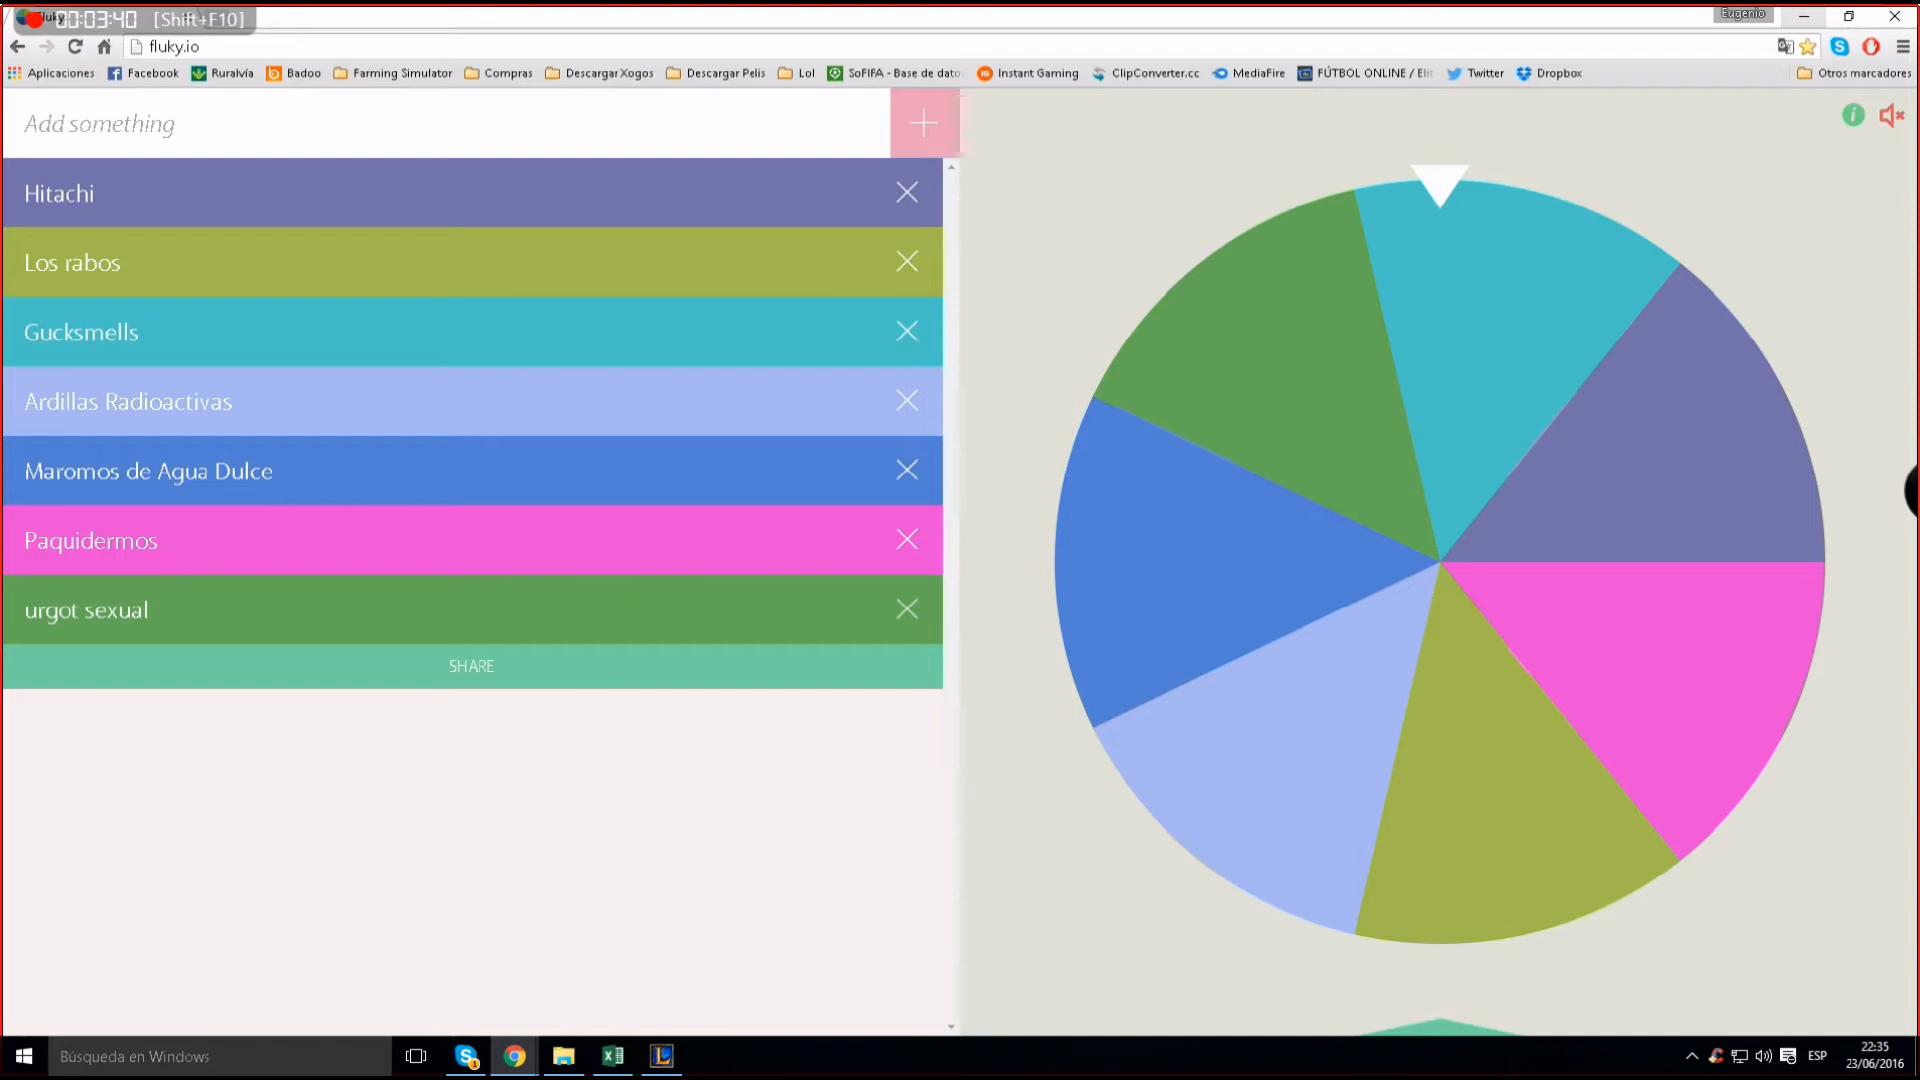 Fluky
00:03:40 [Shift+F10]
Eugenio
fluky.io
Aplicaciones Facebook Ruralvía Badoo Farming Simulator Compras DescargarXogos Descargar Pelis Lol SoFIFA - Base de dato Instant Gaming ClipConverter.cc MediaFire FÚTBOL ONLINE / Elit Twitter Dropbox Otros marcadores
Add something
Hitachi
Los rabos
Gucksmells
Ardillas Radioactivas
Maromos de Agua Dulce
Paquidermos
urgot sexual
SHARE
Búsqueda en Windows
ESP
22:35
23/06/2016